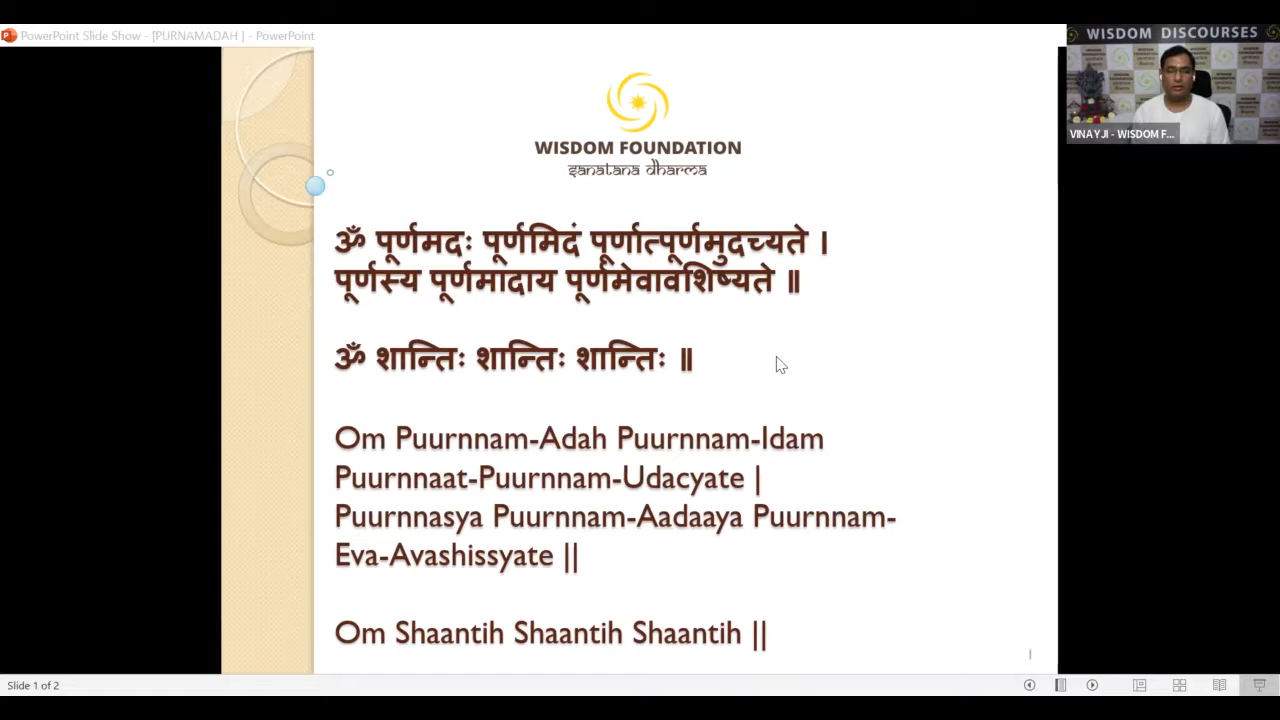 PowerPoint Slide Show - [PURNAMADAH ] - PowerPoint
WISDOM DISCOURSES
VINAYJI - WISDOM F...
WISDOM FOUNDATION
sanatana dharma
ॐ पूर्णमदः पूर्णमिदं पूर्णात्पूर्णमुदच्यते ।
पूर्णस्य पूर्णमादाय पूर्णमेवावशिष्यते ॥
ॐ शान्तिः शान्तिः शान्तिः ॥
Om Puurnnam-Adah Puurnnam-Idam
Puurnnaat-Puurnnam-Udacyate |
Puurnnasya Puurnnam-Aadaaya Puurnnam-
Eva-Avashissyate ||
Om Shaantih Shaantih Shaantih ||
1
Slide 1 of 2